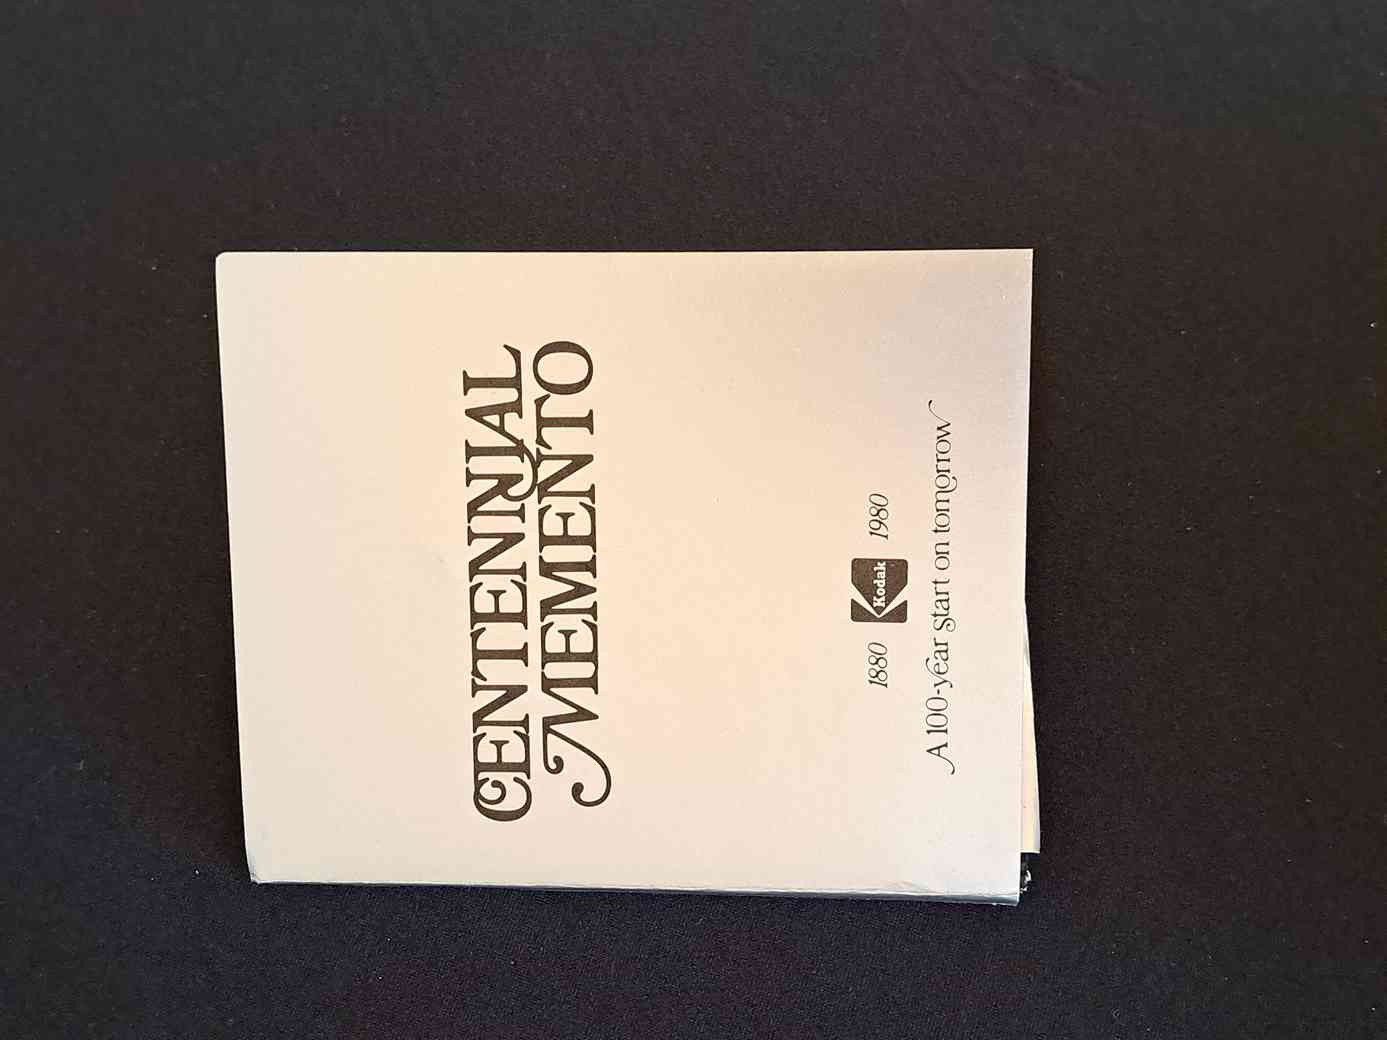 CENTENNIAL
MEMENTO
1880 Kodak 1980
A 100-year start on tomorrow